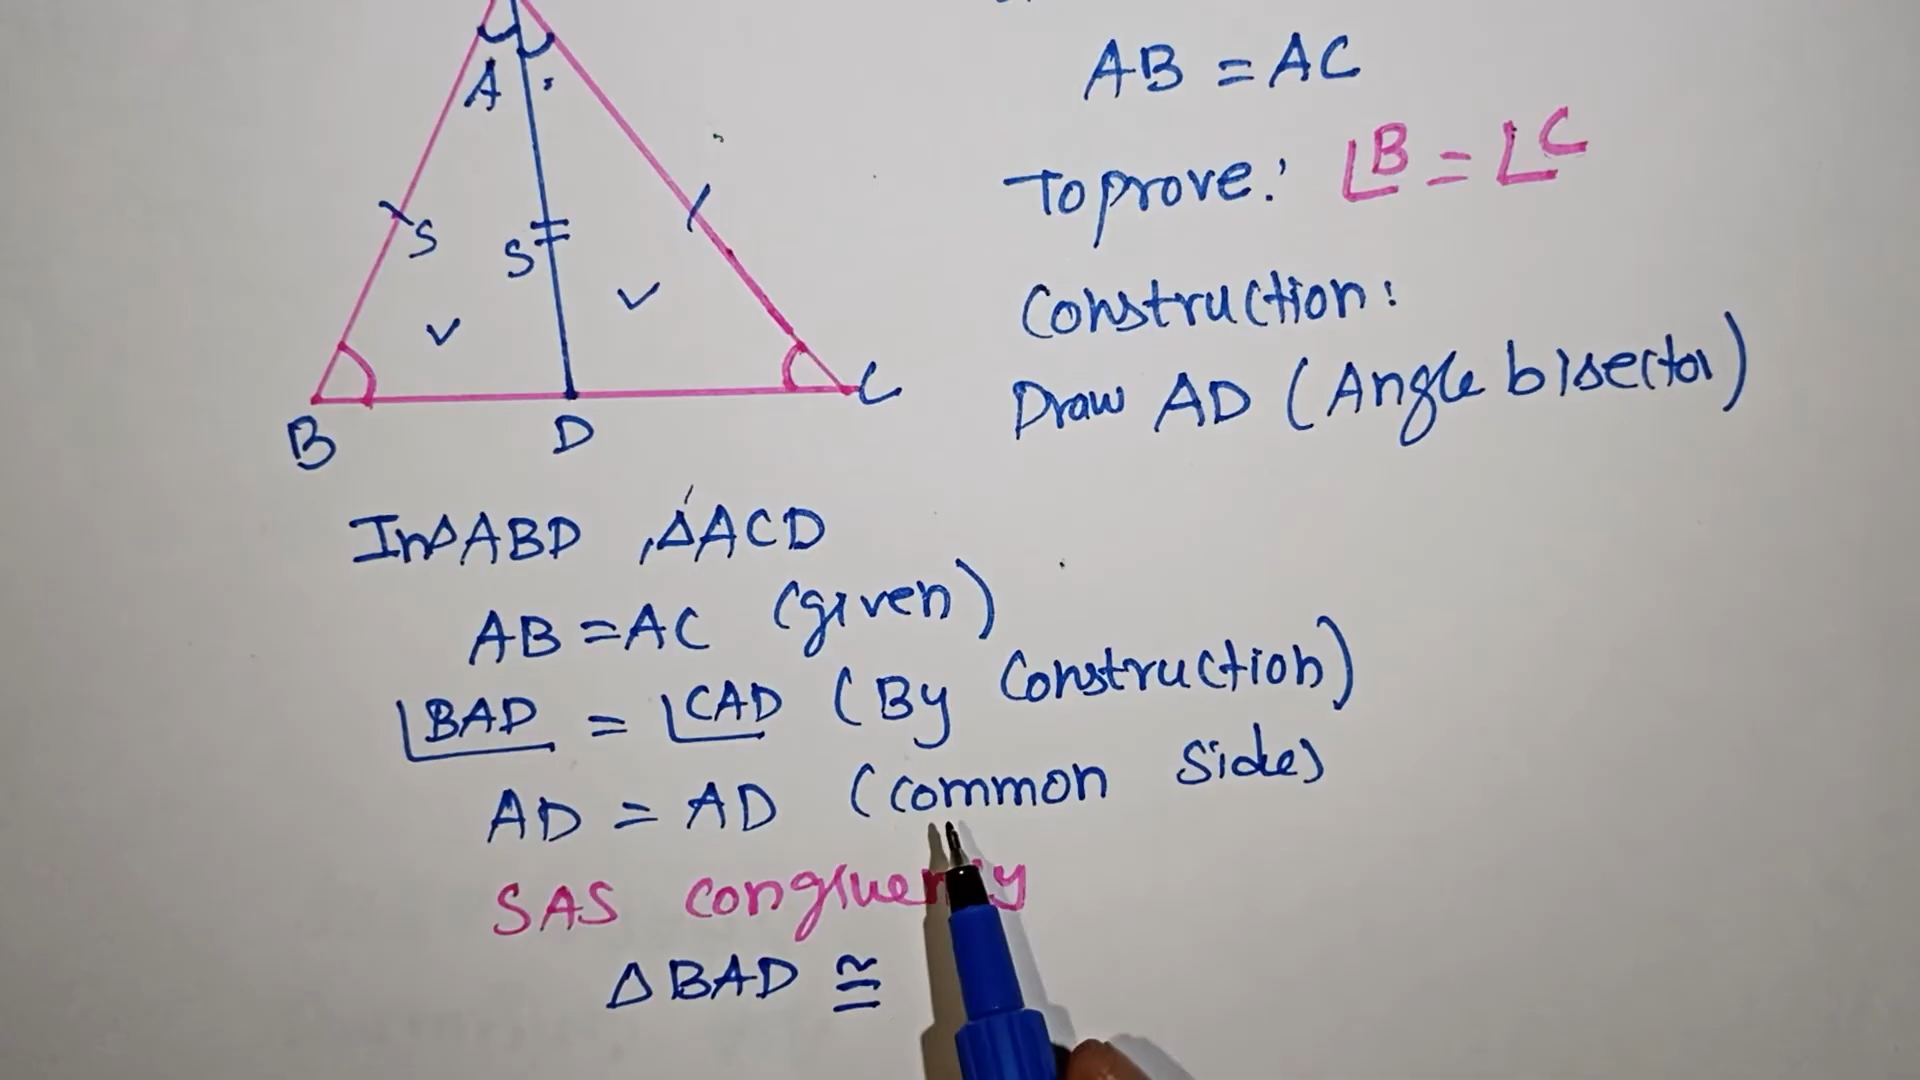 AB = AC
To prove: ∠B = ∠C
A
S
S
Construction:
Draw AD (Angle bisector)
B
D
C
In ΔABD, ΔACD
AB = AC (given)
∠BAD = ∠CAD (By Construction)
AD = AD (common sides
SAS congruency
ΔBAD ≅